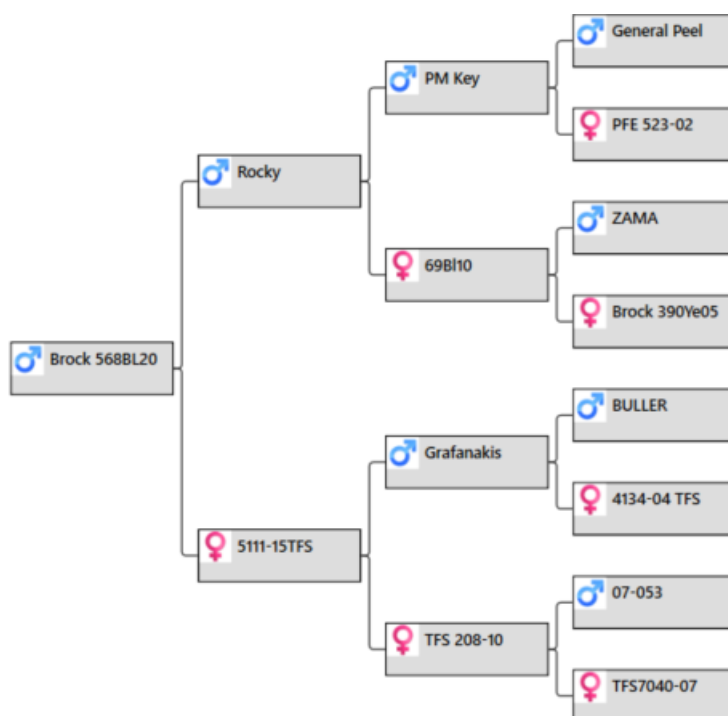 General Peel
PM Key
PFE 523-02
Rocky
ZAMA
69Bl10
Brock 390Ye05
Brock 568BL20
BULLER
Grafanakis
4134-04 TFS
5111-15TFS
07-053
TFS 208-10
TFS7040-07